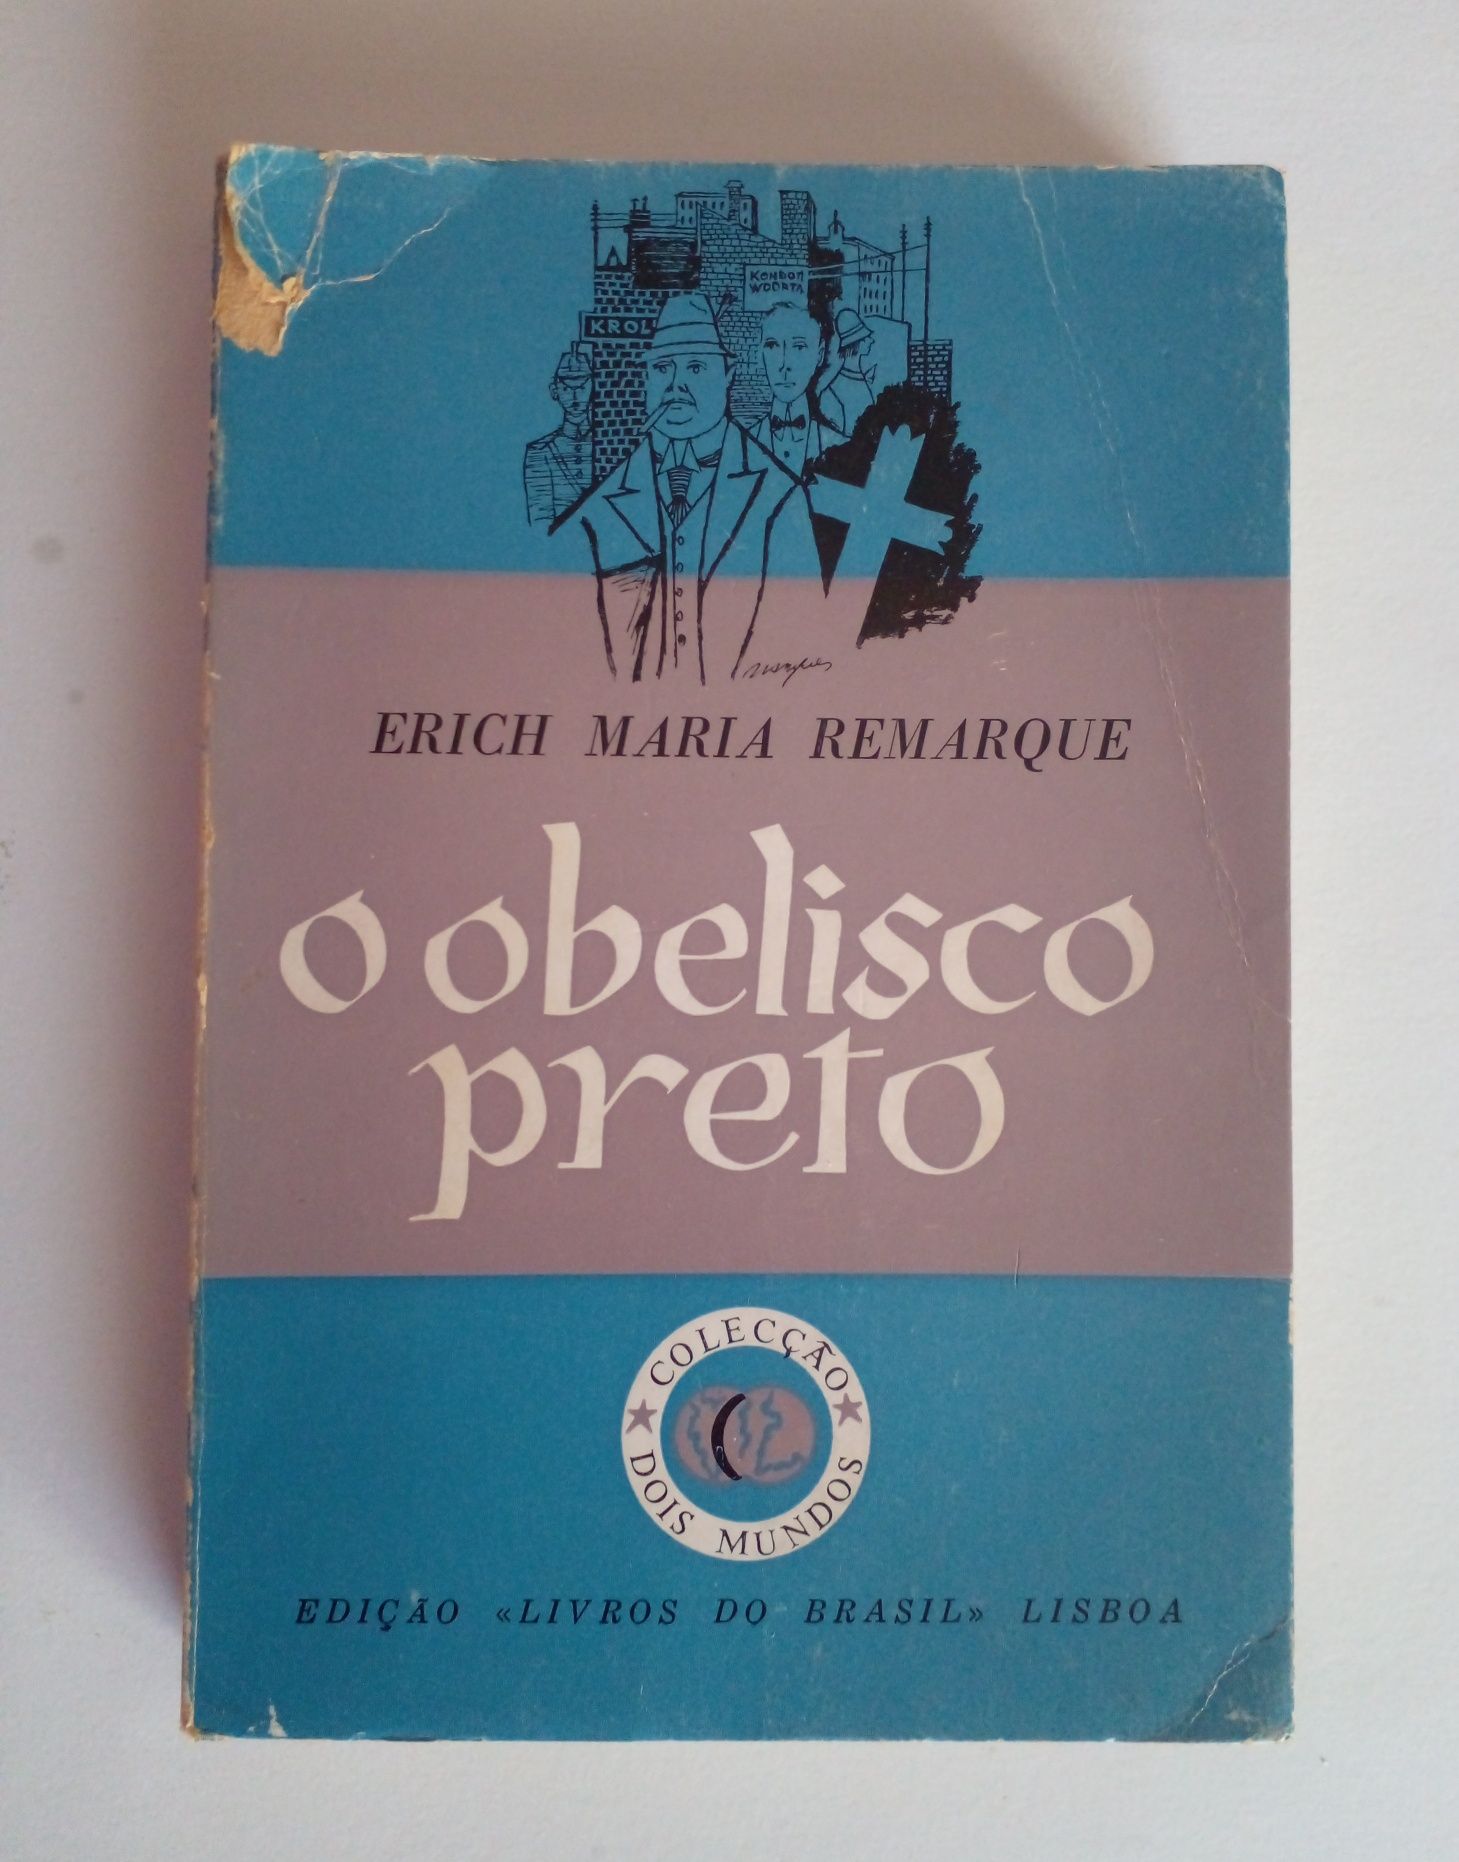 KROL
ERICH MARIA REMARQUE
o obelisco
preto
COLECÇÃO
DOIS MUNDOS
EDIÇÃO «LIVROS DO BRASIL» LISBOA